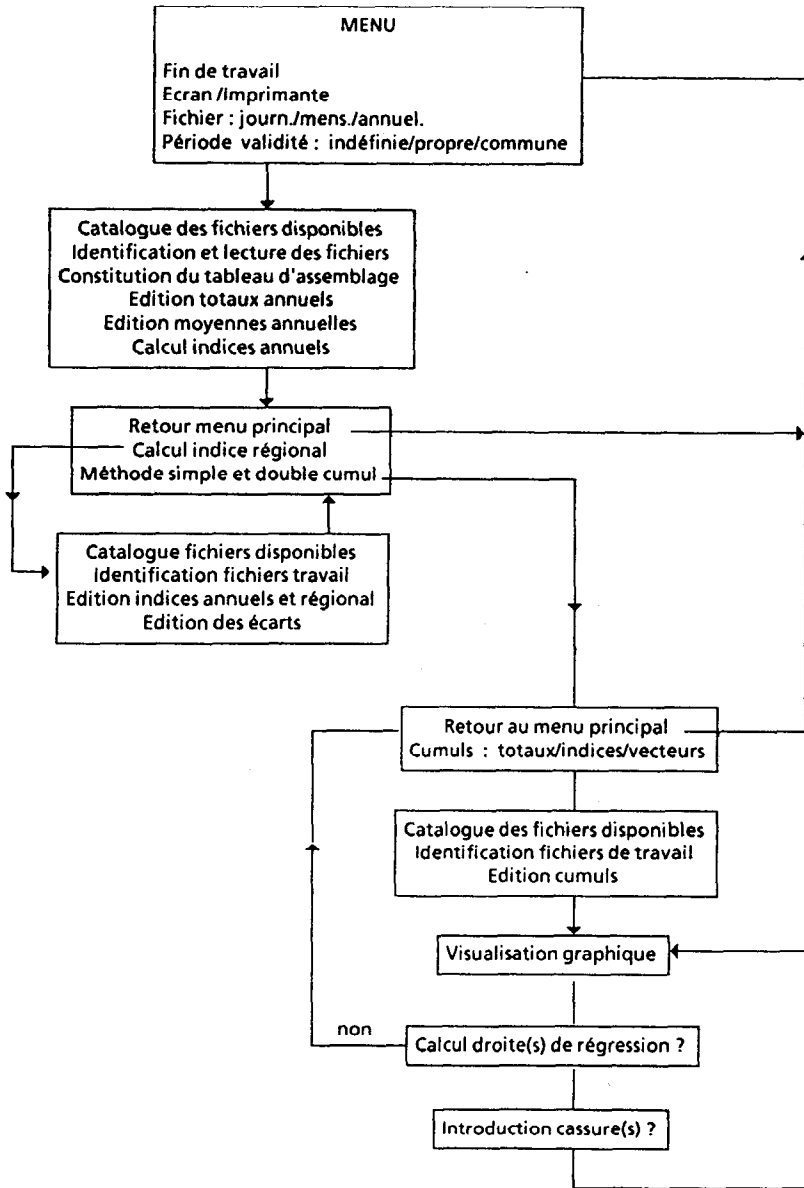 MENU
Fin de travail
Ecran /Imprimante
Fichier : journ./mens./annuel.
Période validité : indéfinie/propre/commune
Catalogue des fichiers disponibles
Identification et lecture des fichiers
Constitution du tableau d'assemblage
Edition totaux annuels
Edition moyennes annuelles
Calcul indices annuels
Retour menu principal
Calcul indice régional
Méthode simple et double cumul
Catalogue fichiers disponibles
Identification fichiers travail
Edition indices annuels et régional
Edition des écarts
Retour au menu principal
Cumuls : totaux/indices/vecteurs
Catalogue des fichiers disponibles
Identification fichiers de travail
Edition cumuls
Visualisation graphique
non
Calcul droite(s) de régression ?
Introduction cassure(s) ?